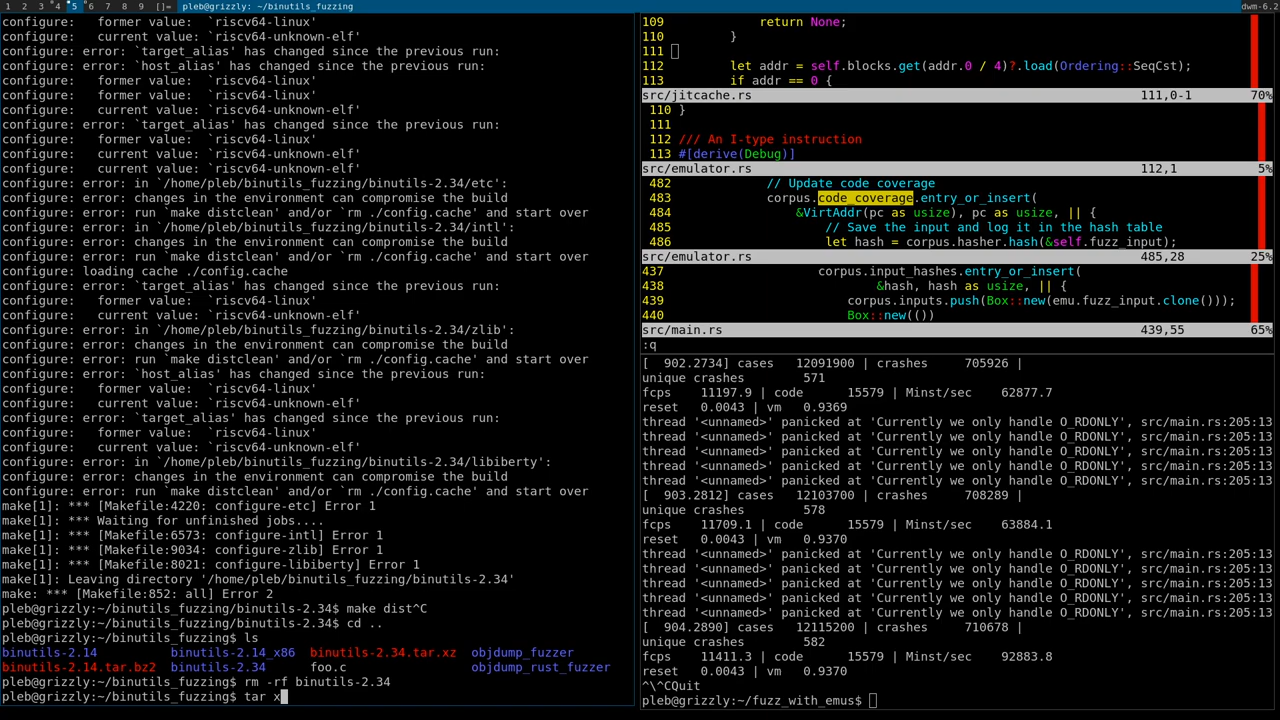 1 2 3 4 5 6 7 8 9 []= pleb@grizzly: ~/binutils_fuzzing dwm-6.2
configure:   former value:  `riscv64-linux'
configure:   current value: `riscv64-unknown-elf'
configure: error: `target_alias' has changed since the previous run:
configure: error: `host_alias' has changed since the previous run:
configure:   former value:  `riscv64-linux'
configure:   current value: `riscv64-unknown-elf'
configure:   former value:  `riscv64-linux'
configure:   current value: `riscv64-unknown-elf'
configure: error: `target_alias' has changed since the previous run:
configure:   former value:  `riscv64-linux'
configure:   current value: `riscv64-unknown-elf'
configure: error: in `/home/pleb/binutils_fuzzing/binutils-2.34/etc':
configure: error: changes in the environment can compromise the build
configure: error: run `make distclean' and/or `rm ./config.cache' and start over
configure: error: in `/home/pleb/binutils_fuzzing/binutils-2.34/intl':
configure: error: changes in the environment can compromise the build
configure: error: run `make distclean' and/or `rm ./config.cache' and start over
configure: loading cache ./config.cache
configure: error: `target_alias' has changed since the previous run:
configure:   former value:  `riscv64-linux'
configure:   current value: `riscv64-unknown-elf'
configure: error: in `/home/pleb/binutils_fuzzing/binutils-2.34/zlib':
configure: error: changes in the environment can compromise the build
configure: error: run `make distclean' and/or `rm ./config.cache' and start over
configure: error: `host_alias' has changed since the previous run:
configure:   former value:  `riscv64-linux'
configure:   current value: `riscv64-unknown-elf'
configure: error: `target_alias' has changed since the previous run:
configure:   former value:  `riscv64-linux'
configure:   current value: `riscv64-unknown-elf'
configure: error: in `/home/pleb/binutils_fuzzing/binutils-2.34/libiberty':
configure: error: changes in the environment can compromise the build
configure: error: run `make distclean' and/or `rm ./config.cache' and start over
make[1]: *** [Makefile:4220: configure-etc] Error 1
make[1]: *** Waiting for unfinished jobs....
make[1]: *** [Makefile:6573: configure-intl] Error 1
make[1]: *** [Makefile:9034: configure-zlib] Error 1
make[1]: *** [Makefile:8021: configure-libiberty] Error 1
make[1]: Leaving directory '/home/pleb/binutils_fuzzing/binutils-2.34'
make: *** [Makefile:852: all] Error 2
pleb@grizzly:~/binutils_fuzzing/binutils-2.34$ make dist^C
pleb@grizzly:~/binutils_fuzzing/binutils-2.34$ cd ..
pleb@grizzly:~/binutils_fuzzing$ ls
binutils-2.14          binutils-2.14_x86  binutils-2.34.tar.xz  objdump_fuzzer
binutils-2.14.tar.bz2  binutils-2.34      foo.c                 objdump_rust_fuzzer
pleb@grizzly:~/binutils_fuzzing$ rm -rf binutils-2.34
pleb@grizzly:~/binutils_fuzzing$ tar x
109             return None;
110         }
111
112         let addr = self.blocks.get(addr.0 / 4)?.load(Ordering::SeqCst);
113         if addr == 0 {
src/jitcache.rs 111,0-1 70%
110 }
111
112 /// An I-type instruction
113 #[derive(Debug)]
src/emulator.rs 112,1 5%
482             // Update code coverage
483             corpus.code_coverage.entry_or_insert(
484                 &VirtAddr(pc as usize), pc as usize, || {
485                     // Save the input and log it in the hash table
486                     let hash = corpus.hasher.hash(&self.fuzz_input);
src/emulator.rs 485,28 25%
437                    corpus.input_hashes.entry_or_insert(
438                            &hash, hash as usize, || {
439                        corpus.inputs.push(Box::new(emu.fuzz_input.clone()));
440                        Box::new(())
src/main.rs 439,55 65%
:q
[  902.2734] cases   12091900 | crashes     705926 |
unique crashes        571
fcps    11197.9 | code      15579 | Minst/sec    62877.7
reset   0.0043 | vm   0.9369
thread '<unnamed>' panicked at 'Currently we only handle O_RDONLY', src/main.rs:205:13
thread '<unnamed>' panicked at 'Currently we only handle O_RDONLY', src/main.rs:205:13
thread '<unnamed>' panicked at 'Currently we only handle O_RDONLY', src/main.rs:205:13
thread '<unnamed>' panicked at 'Currently we only handle O_RDONLY', src/main.rs:205:13
thread '<unnamed>' panicked at 'Currently we only handle O_RDONLY', src/main.rs:205:13
[  903.2812] cases   12103700 | crashes     708289 |
unique crashes        578
fcps    11709.1 | code      15579 | Minst/sec    63884.1
reset   0.0043 | vm   0.9370
thread '<unnamed>' panicked at 'Currently we only handle O_RDONLY', src/main.rs:205:13
thread '<unnamed>' panicked at 'Currently we only handle O_RDONLY', src/main.rs:205:13
thread '<unnamed>' panicked at 'Currently we only handle O_RDONLY', src/main.rs:205:13
thread '<unnamed>' panicked at 'Currently we only handle O_RDONLY', src/main.rs:205:13
thread '<unnamed>' panicked at 'Currently we only handle O_RDONLY', src/main.rs:205:13
[  904.2890] cases   12115200 | crashes     710678 |
unique crashes        582
fcps    11411.3 | code      15579 | Minst/sec    92883.8
reset   0.0043 | vm   0.9370
^\^CQuit
pleb@grizzly:~/fuzz_with_emus$